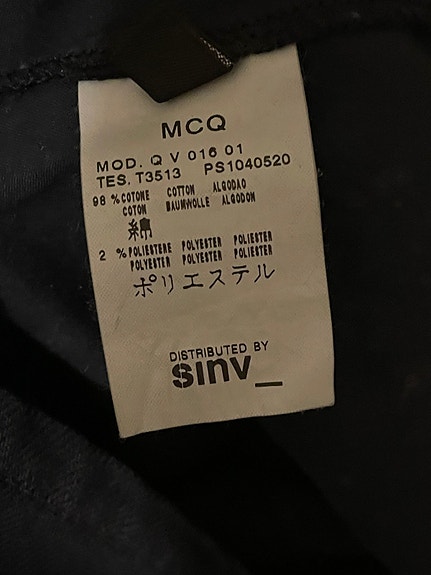 MCQ
MOD. Q V 016 01
TES. T3513 PS1040520
98 %COTONE COTTON ALGODAO
COTON BAUMWOLLE ALGODON
綿
2 %POLIESTERE POLYESTER POLIESTER
POLYESTER POLYESTER POLIESTER
ポリエステル
DISTRIBUTED BY
sinv_